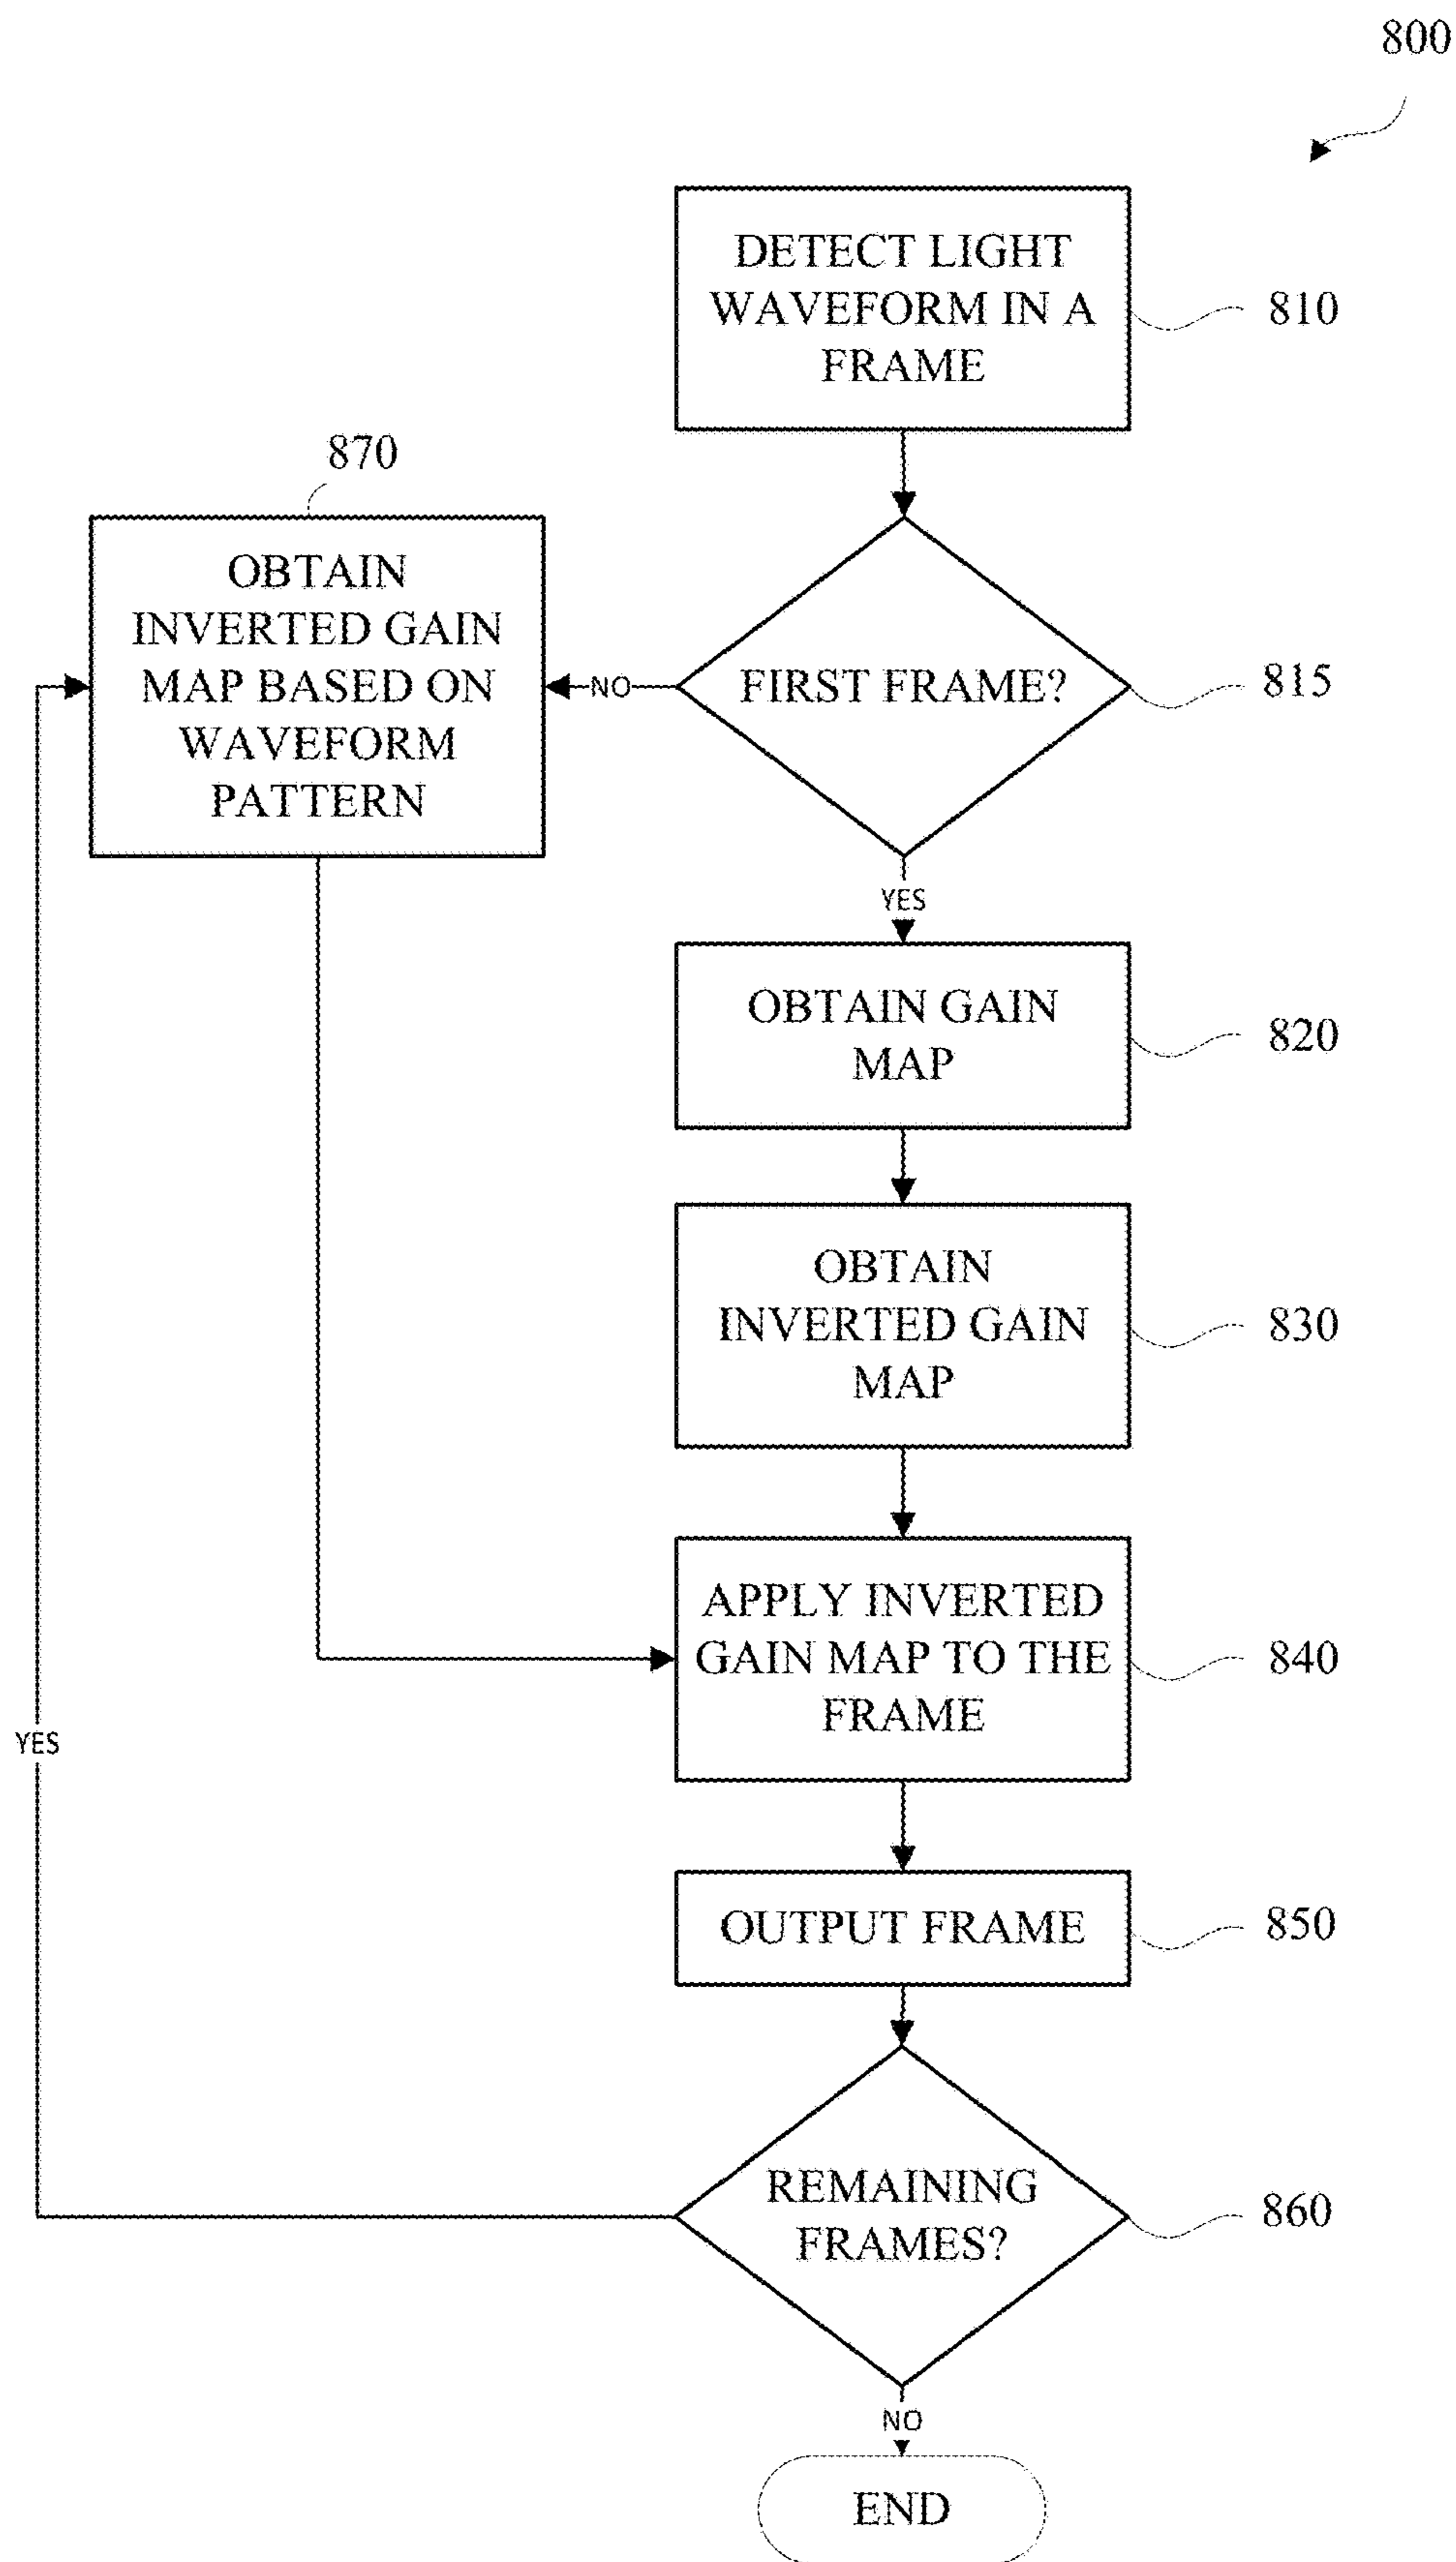 800
DETECT LIGHT
WAVEFORM IN A
FRAME
810
870
OBTAIN
INVERTED GAIN
MAP BASED ON
WAVEFORM
PATTERN
NO
FIRST FRAME?
815
YES
OBTAIN GAIN
MAP
820
OBTAIN
INVERTED GAIN
MAP
830
APPLY INVERTED
GAIN MAP TO THE
FRAME
840
YES
OUTPUT FRAME
850
REMAINING
FRAMES?
860
NO
END